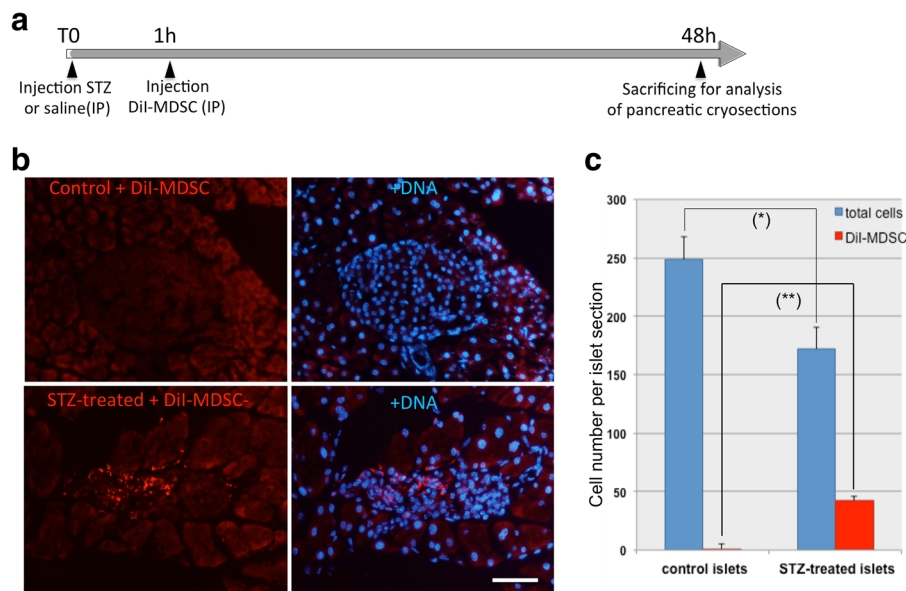 a
T0
1h
48h
Injection STZ
or saline(IP)
Injection
DiI-MDSC (IP)
Sacrificing for analysis
of pancreatic cryosections
b
Control + DiI-MDSC
+DNA
STZ-treated + DiI-MDSC-
+DNA
c
Cell number per islet section
300
250
200
150
100
50
0
total cells
DiI-MDSC
(*)
(**)
control islets
STZ-treated islets